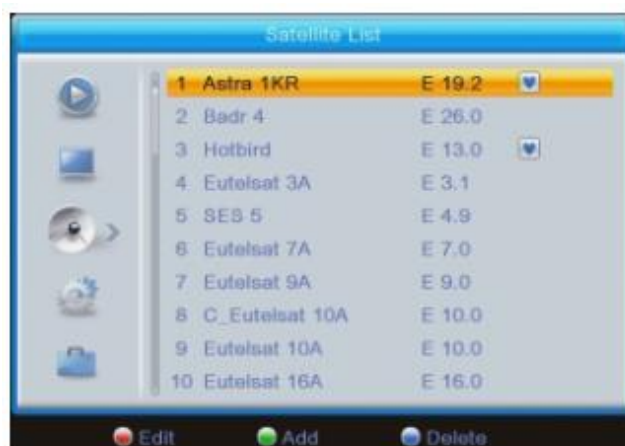 Satellite List
1 Astra 1KR E 19.2
2 Badr 4 E 26.0
3 Hotbird E 13.0
4 Eutelsat 3A E 3.1
5 SES 5 E 4.9
6 Eutelsat 7A E 7.0
7 Eutelsat 9A E 9.0
8 C_Eutelsat 10A E 10.0
9 Eutelsat 10A E 10.0
10 Eutelsat 16A E 16.0
Edit Add Delete